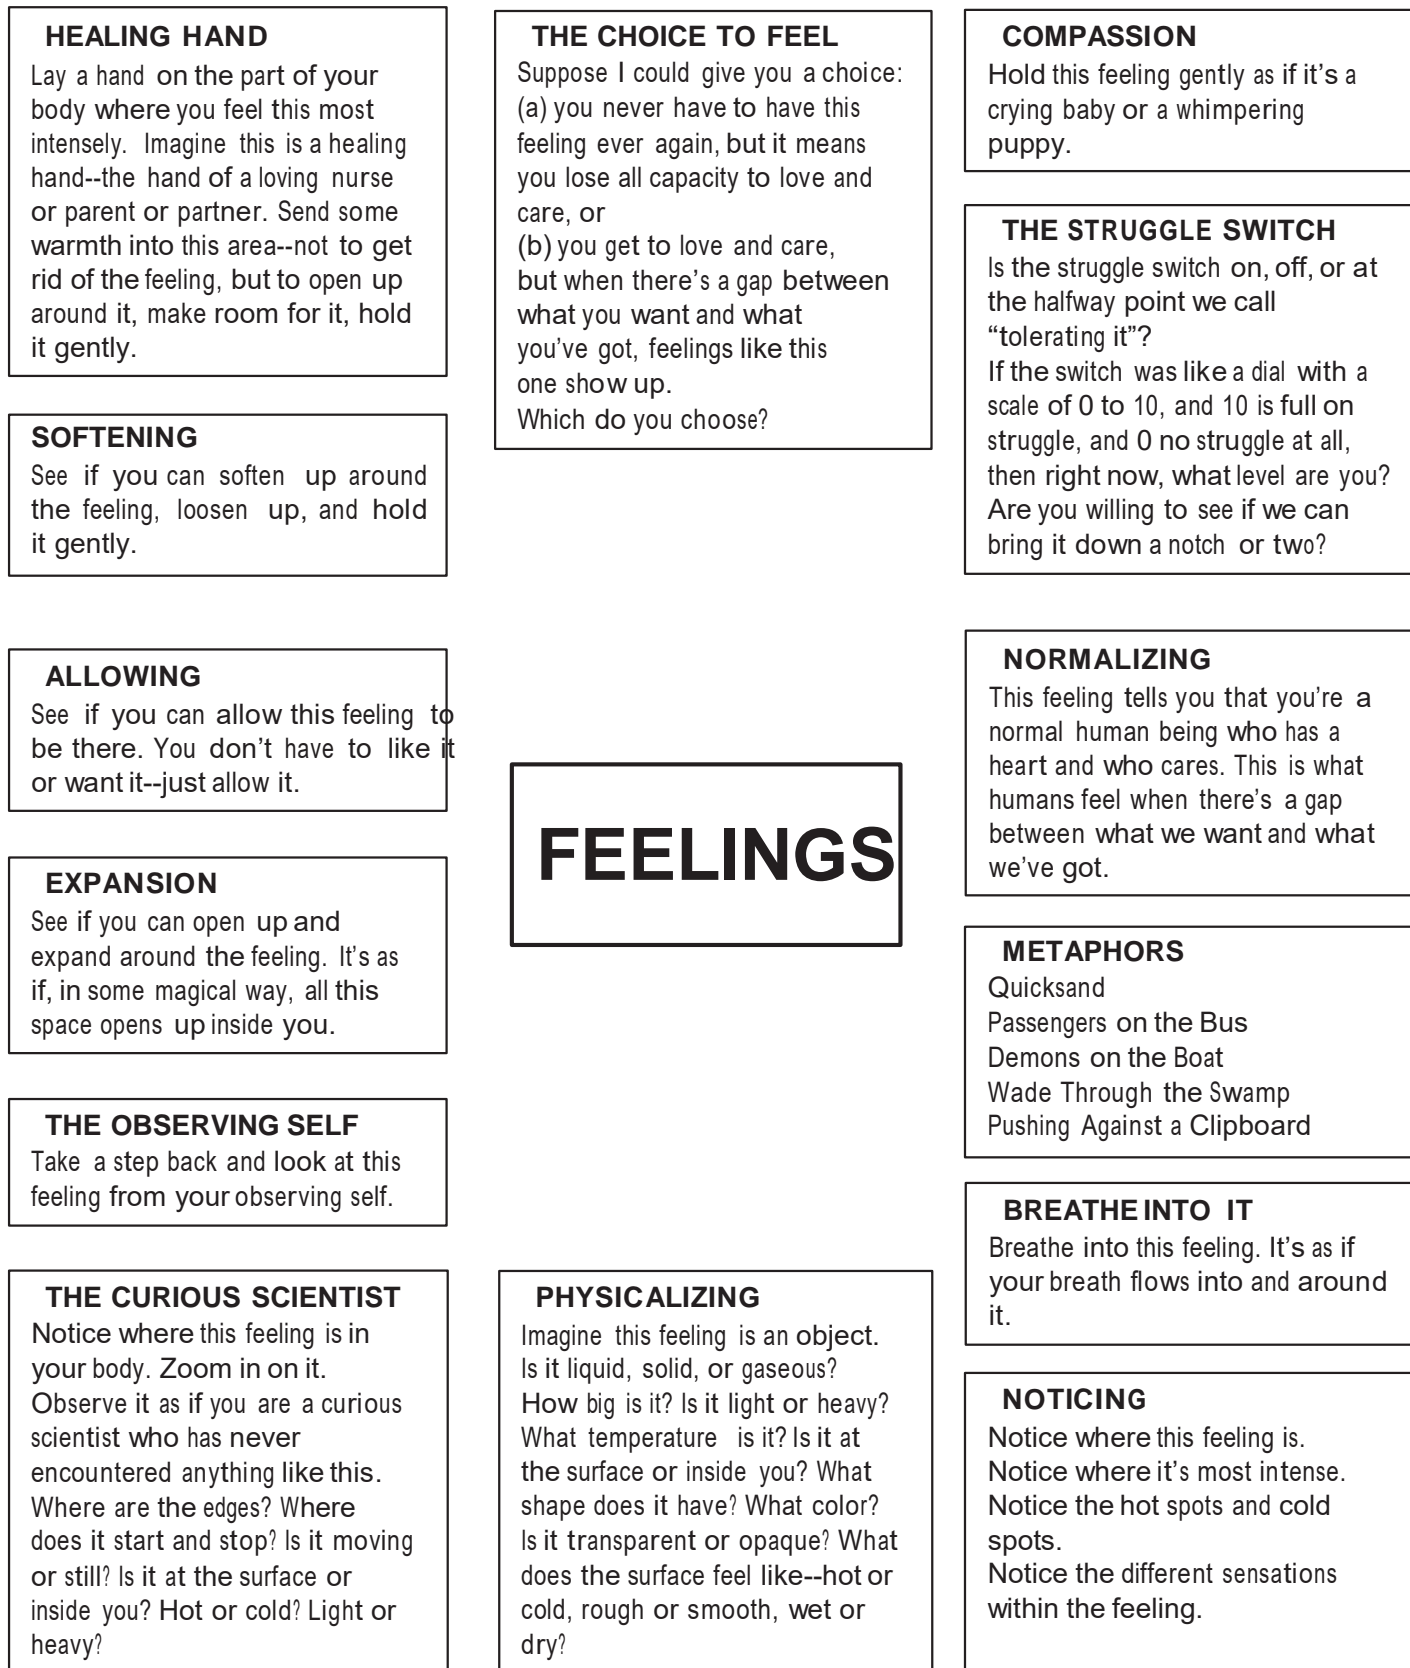 HEALING HAND
Lay a hand on the part of your
body where you feel this most
intensely. Imagine this is a healing
hand--the hand of a loving nurse
or parent or partner. Send some
warmth into this area--not to get
rid of the feeling, but to open up
around it, make room for it, hold
it gently.
SOFTENING
See if you can soften up around
the feeling, loosen up, and hold
it gently.
ALLOWING
See if you can allow this feeling to
be there. You don’t have to like it
or want it--just allow it.
EXPANSION
See if you can open up and
expand around the feeling. It’s as
if, in some magical way, all this
space opens up inside you.
THE OBSERVING SELF
Take a step back and look at this
feeling from your observing self.
THE CURIOUS SCIENTIST
Notice where this feeling is in
your body. Zoom in on it.
Observe it as if you are a curious
scientist who has never
encountered anything like this.
Where are the edges? Where
does it start and stop? Is it moving
or still? Is it at the surface or
inside you? Hot or cold? Light or
heavy?
THE CHOICE TO FEEL
Suppose I could give you a choice:
(a) you never have to have this
feeling ever again, but it means
you lose all capacity to love and
care, or
(b) you get to love and care,
but when there’s a gap between
what you want and what
you’ve got, feelings like this
one show up.
Which do you choose?
FEELINGS
PHYSICALIZING
Imagine this feeling is an object.
Is it liquid, solid, or gaseous?
How big is it? Is it light or heavy?
What temperature is it? Is it at
the surface or inside you? What
shape does it have? What color?
Is it transparent or opaque? What
does the surface feel like--hot or
cold, rough or smooth, wet or
dry?
COMPASSION
Hold this feeling gently as if it’s a
crying baby or a whimpering
puppy.
THE STRUGGLE SWITCH
Is the struggle switch on, off, or at
the halfway point we call
“tolerating it”?
If the switch was like a dial with a
scale of 0 to 10, and 10 is full on
struggle, and 0 no struggle at all,
then right now, what level are you?
Are you willing to see if we can
bring it down a notch or two?
NORMALIZING
This feeling tells you that you’re a
normal human being who has a
heart and who cares. This is what
humans feel when there’s a gap
between what we want and what
we’ve got.
METAPHORS
Quicksand
Passengers on the Bus
Demons on the Boat
Wade Through the Swamp
Pushing Against a Clipboard
BREATHE INTO IT
Breathe into this feeling. It’s as if
your breath flows into and around
it.
NOTICING
Notice where this feeling is.
Notice where it’s most intense.
Notice the hot spots and cold
spots.
Notice the different sensations
within the feeling.